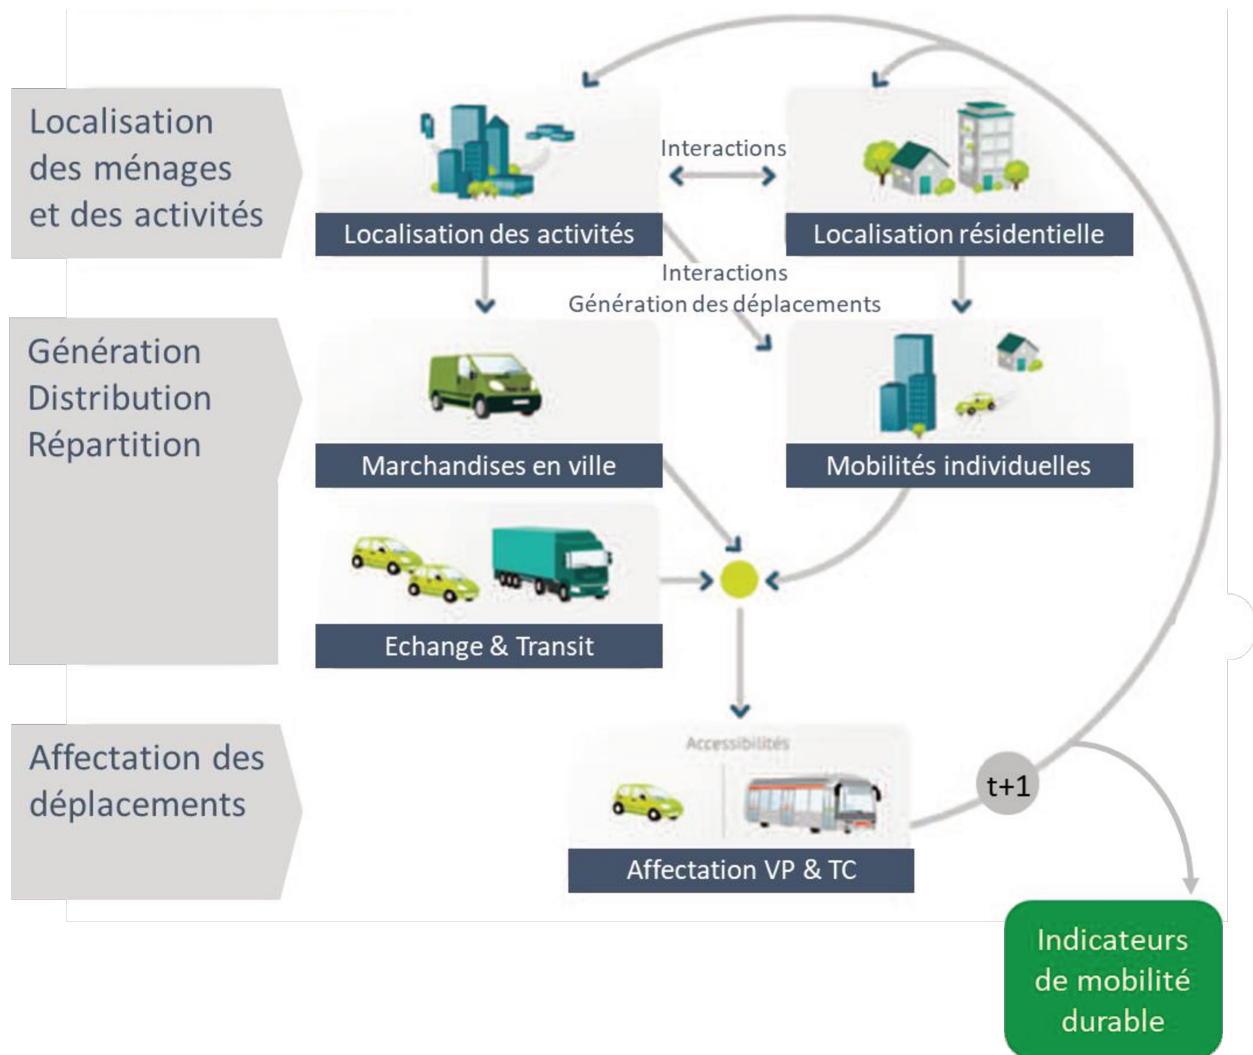 Localisation
des ménages
et des activités
Interactions
Localisation des activités
Localisation résidentielle
Interactions
Génération des déplacements
Génération
Distribution
Répartition
Marchandises en ville
Mobilités individuelles
Echange & Transit
Affectation des
déplacements
Accessibilités
t+1
Affectation VP & TC
Indicateurs
de mobilité
durable